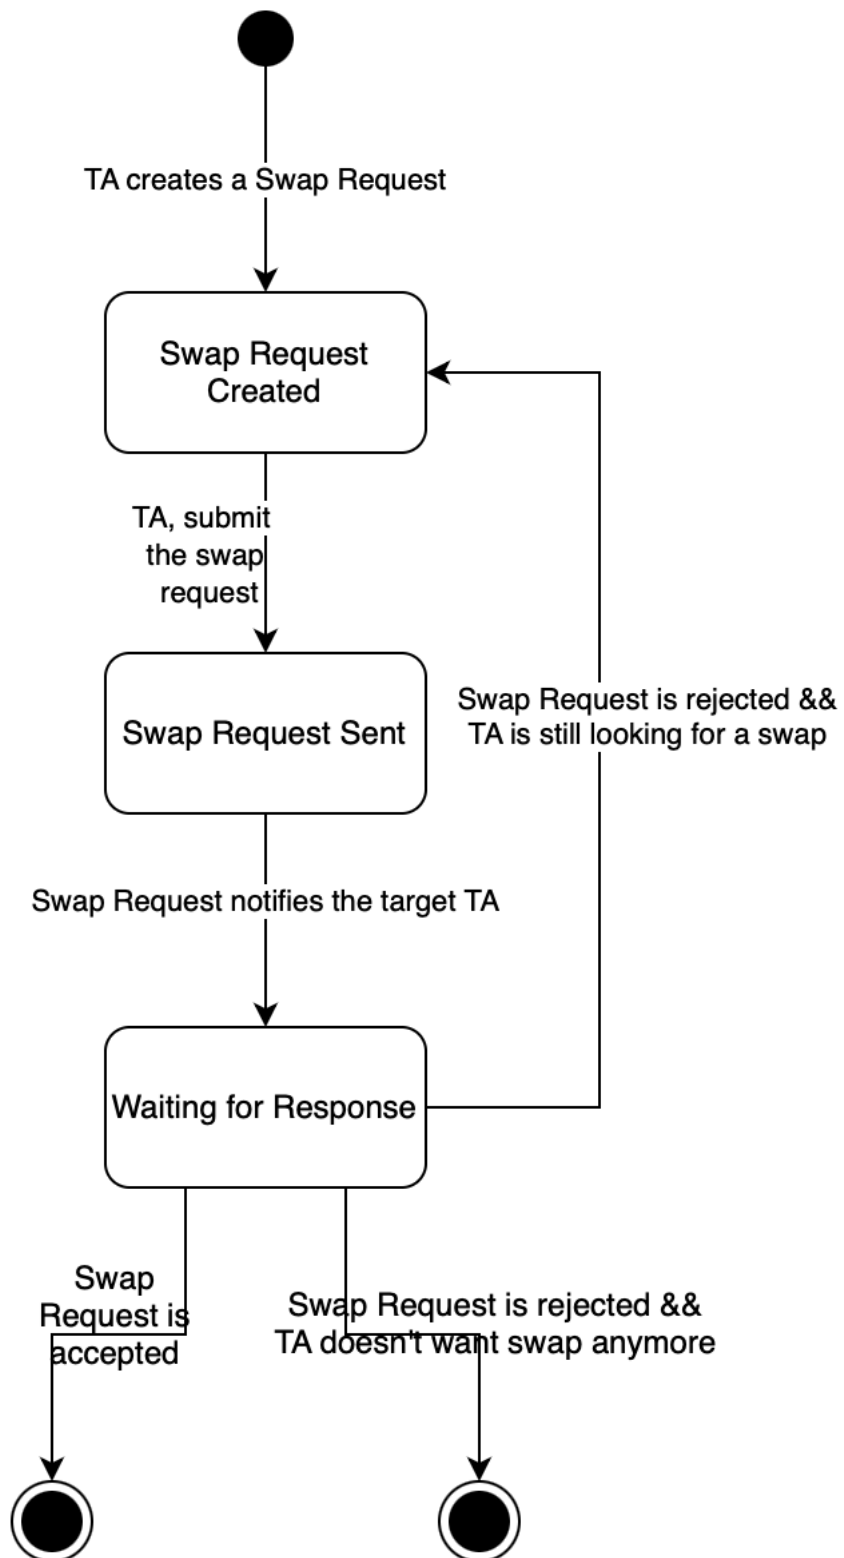 TA creates a Swap Request
Swap Request
Created
TA, submit
the swap
request
Swap Request Sent
Swap Request is rejected &&
TA is still looking for a swap
Swap Request notifies the target TA
Waiting for Response
Swap
Request is
accepted
Swap Request is rejected &&
TA doesn't want swap anymore